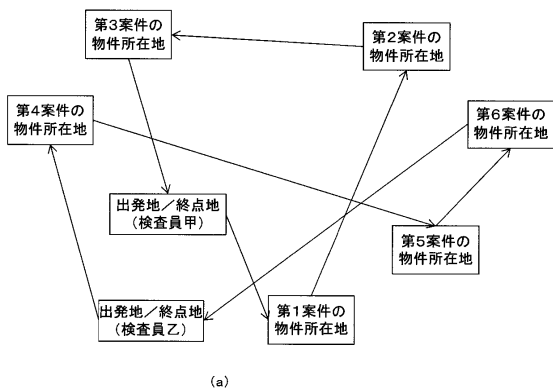 第3案件の
物件所在地
第2案件の
物件所在地
第4案件の
物件所在地
第6案件の
物件所在地
出発地／終点地
(検査員甲)
第5案件の
物件所在地
出発地／終点地
(検査員乙)
第1案件の
物件所在地
(a)